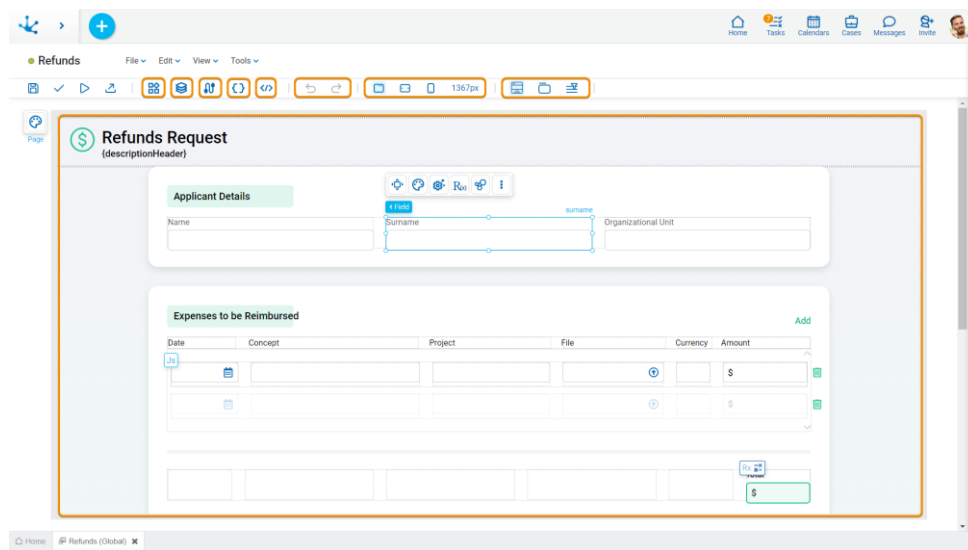 7
Home
Tasks
Calendars
Cases
Messages
Invite
Refunds
File
Edit
View
Tools
1367px
Page
$
Refunds Request
{descriptionHeader}
Applicant Details
Field
surname
Name
Surname
Organizational Unit
Expenses to be Reimbursed
Add
Date
Concept
Project
File
Currency
Amount
Js
$
$
Rx
$
Home
Refunds (Global)